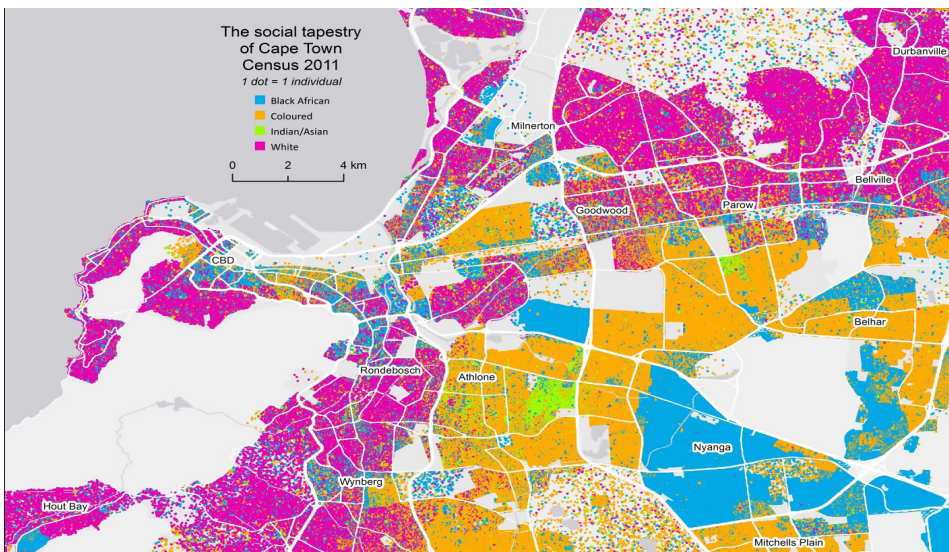 The social tapestry
of Cape Town
Census 2011
1 dot = 1 individual
Black African
Coloured
Indian/Asian
White
0 2 4 km
Durbanville
Milnerton
Bellville
Goodwood
Parow
CBD
Belhar
Rondebosch
Athlone
Nyanga
Wynberg
Hout Bay
Mitchells Plain